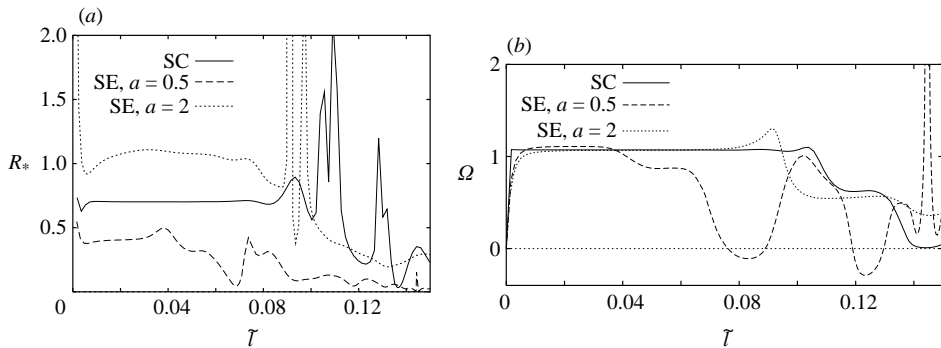 (a)
2.0
1.5
1.0
0.5
R*
SC
SE, a = 0.5
SE, a = 2
0 0.04 0.08 0.12
l̃
(b)
2
1
0
Ω
SC
SE, a = 0.5
SE, a = 2
0 0.04 0.08 0.12
l̃